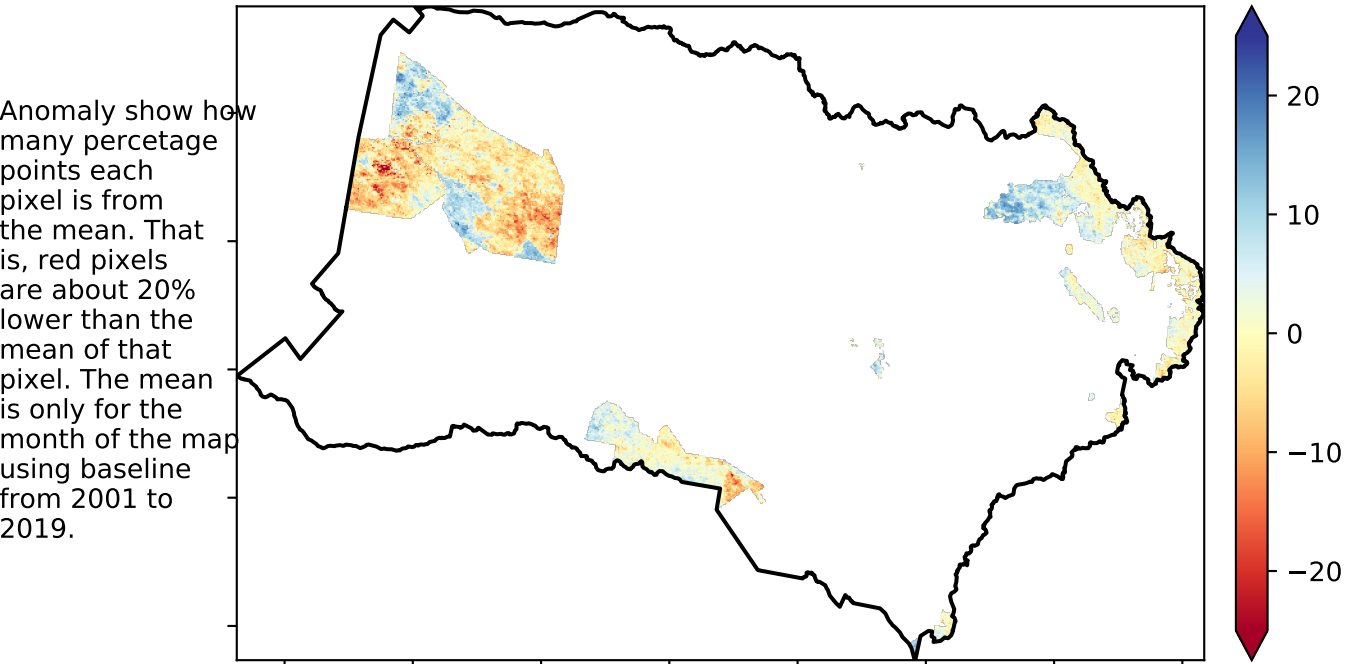 Anomaly show how
many percetage
points each
pixel is from
the mean. That
is, red pixels
are about 20%
lower than the
mean of that
pixel. The mean
is only for the
month of the map
using baseline
from 2001 to
2019.
20
10
0
−10
−20